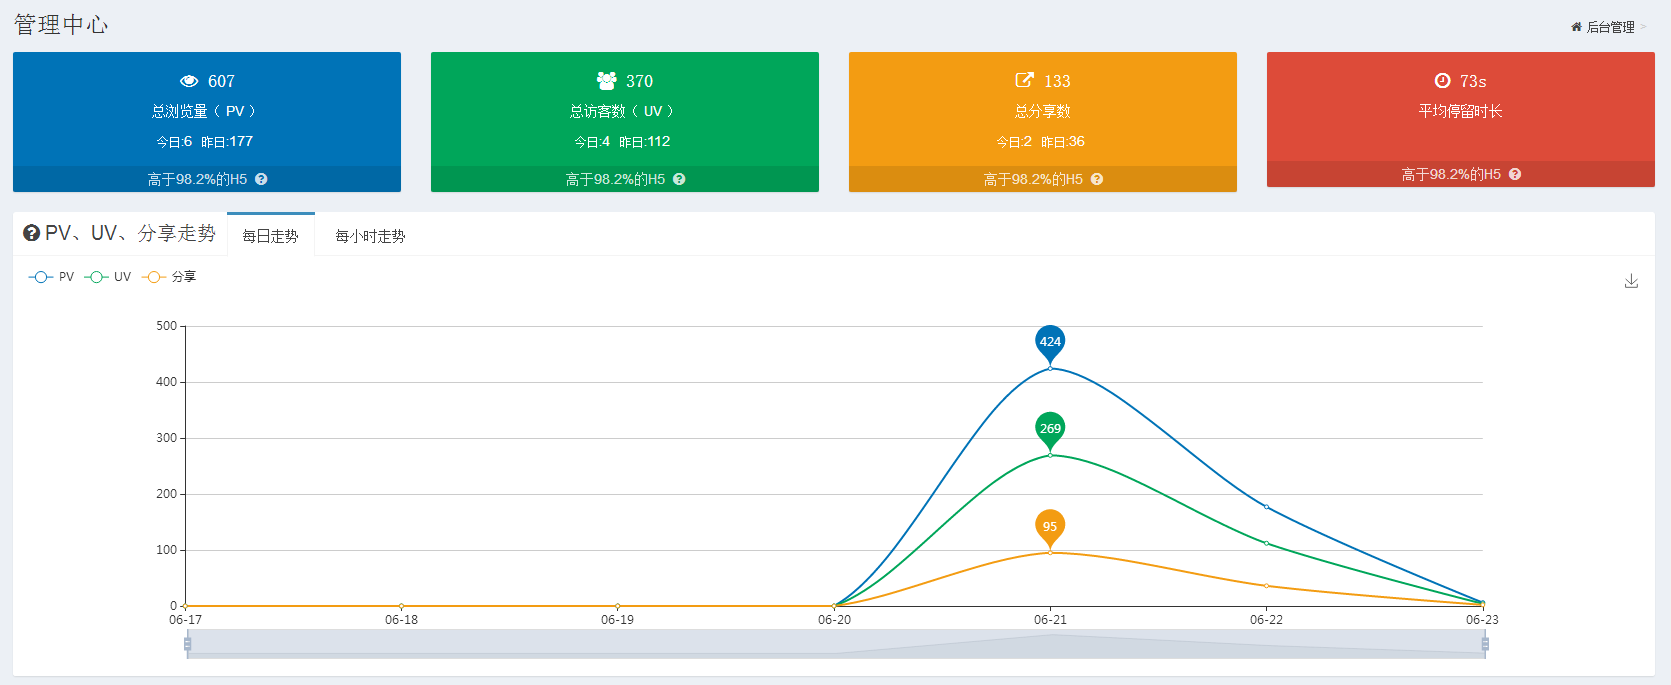 管理中心
后台管理 >
607
总浏览量（ PV ）
今日:6 昨日:177
高于98.2%的H5
370
总访客数（ UV ）
今日:4 昨日:112
高于98.2%的H5
133
总分享数
今日:2 昨日:36
高于98.2%的H5
73s
平均停留时长
高于98.2%的H5
PV、UV、分享走势 每日走势 每小时走势
PV UV 分享
500
400
300
200
100
0
424
269
95
06-17 06-18 06-19 06-20 06-21 06-22 06-23